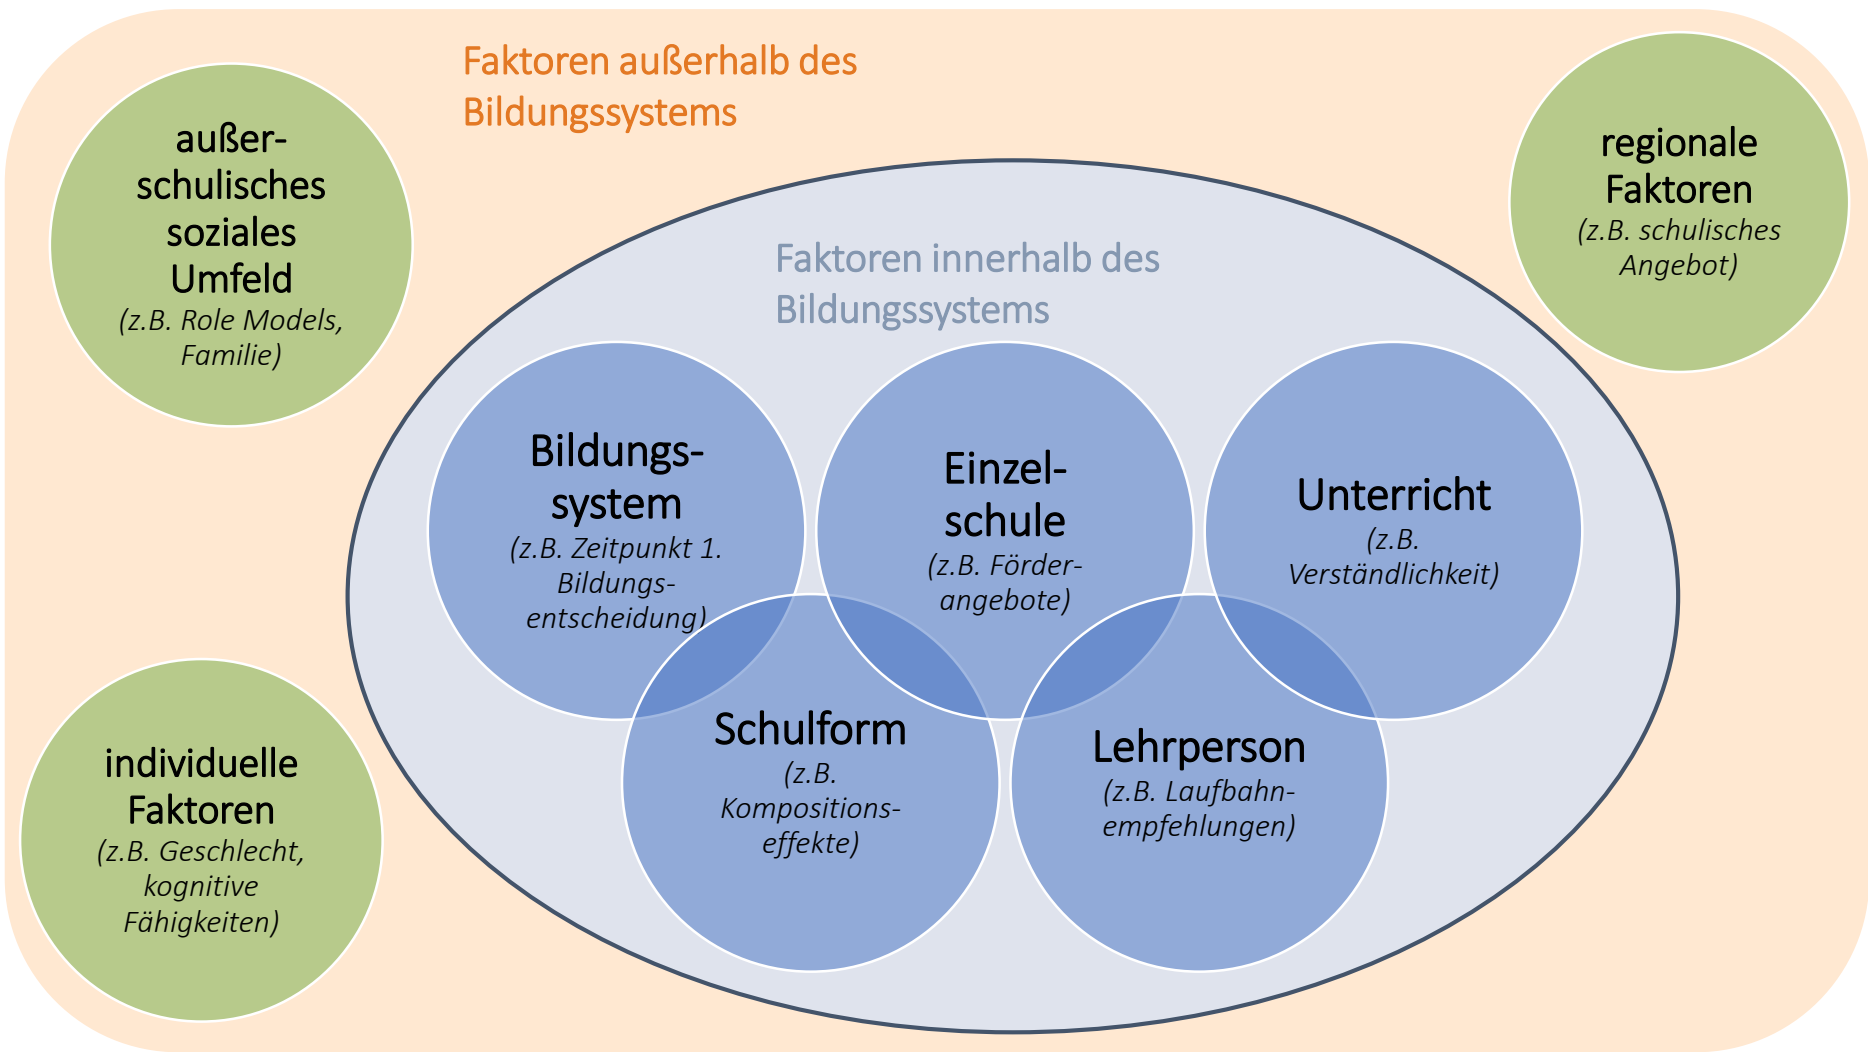 Faktoren außerhalb des
Bildungssystems
außer-
schulisches
soziales
Umfeld
(z.B. Role Models,
Familie)
regionale
Faktoren
(z.B. schulisches
Angebot)
Faktoren innerhalb des
Bildungssystems
Bildungs-
system
(z.B. Zeitpunkt 1.
Bildungs-
entscheidung)
Einzel-
schule
(z.B. Förder-
angebote)
Unterricht
(z.B.
Verständlichkeit)
Schulform
(z.B.
Kompositions-
effekte)
Lehrperson
(z.B. Laufbahn-
empfehlungen)
individuelle
Faktoren
(z.B. Geschlecht,
kognitive
Fähigkeiten)